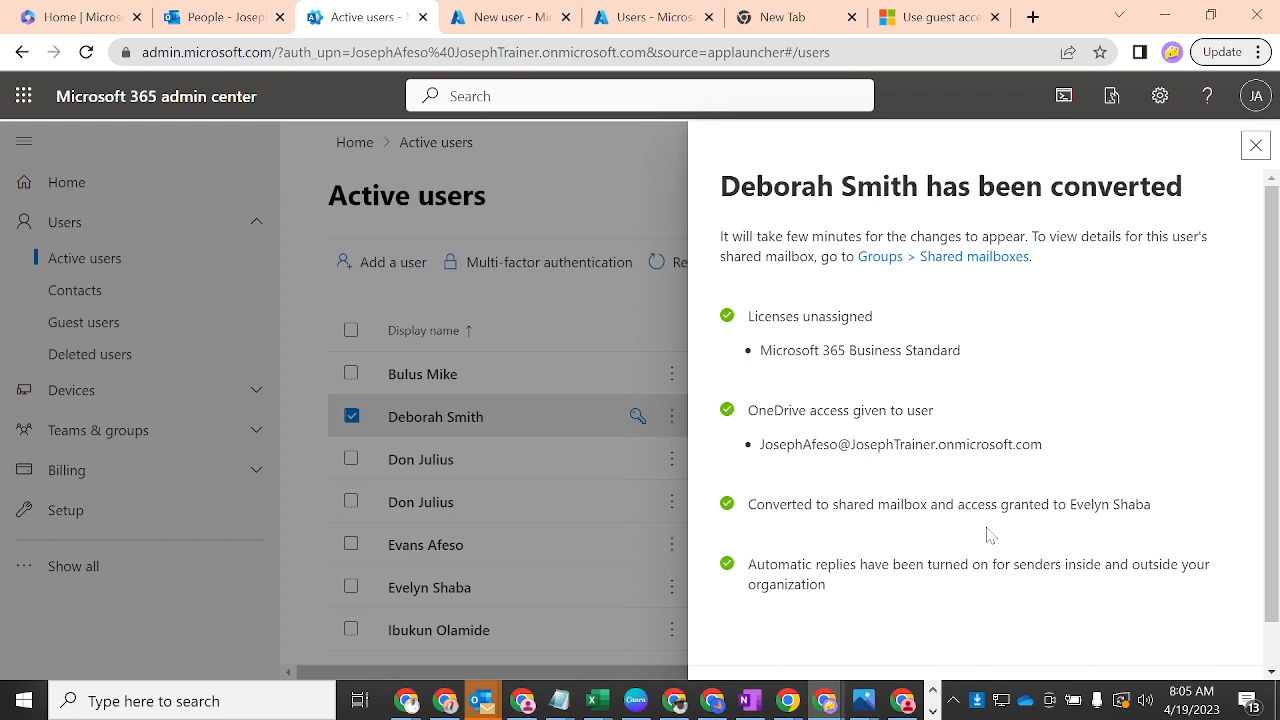 Home | Micros
People - Joseph
Active users - M
New user - Mic
Users - Micros
New Tab
Use guest acce
admin.microsoft.com/?auth_upn=JosephAfeso%40JosephTrainer.onmicrosoft.com&source=applauncher#/users
Update
Microsoft 365 admin center
Search
JA
Home
Users
Active users
Contacts
Guest users
Deleted users
Devices
Teams & groups
Billing
Setup
Show all
Home > Active users
Active users
Add a user
Multi-factor authentication
Re
Display name ↑
Bulus Mike
Deborah Smith
Don Julius
Don Julius
Evans Afeso
Evelyn Shaba
Ibukun Olamide
Deborah Smith has been converted
It will take few minutes for the changes to appear. To view details for this user's
shared mailbox, go to Groups > Shared mailboxes.
Licenses unassigned
• Microsoft 365 Business Standard
OneDrive access given to user
• JosephAfeso@JosephTrainer.onmicrosoft.com
Converted to shared mailbox and access granted to Evelyn Shaba
Automatic replies have been turned on for senders inside and outside your
organization
Type here to search
8:05 AM
4/19/2023
13